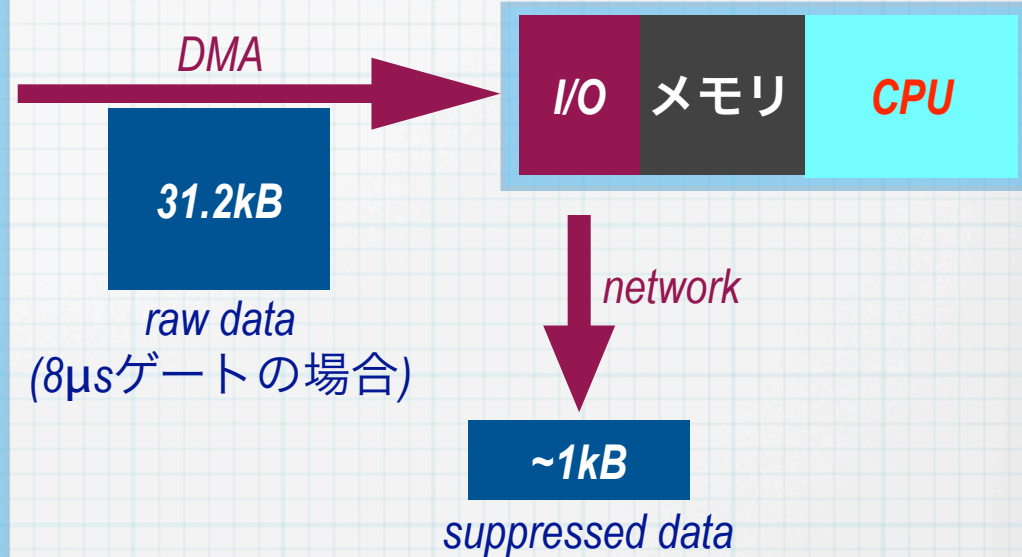 DMA
I/O メモリ CPU
31.2kB
raw data
(8μsゲートの場合)
network
~1kB
suppressed data